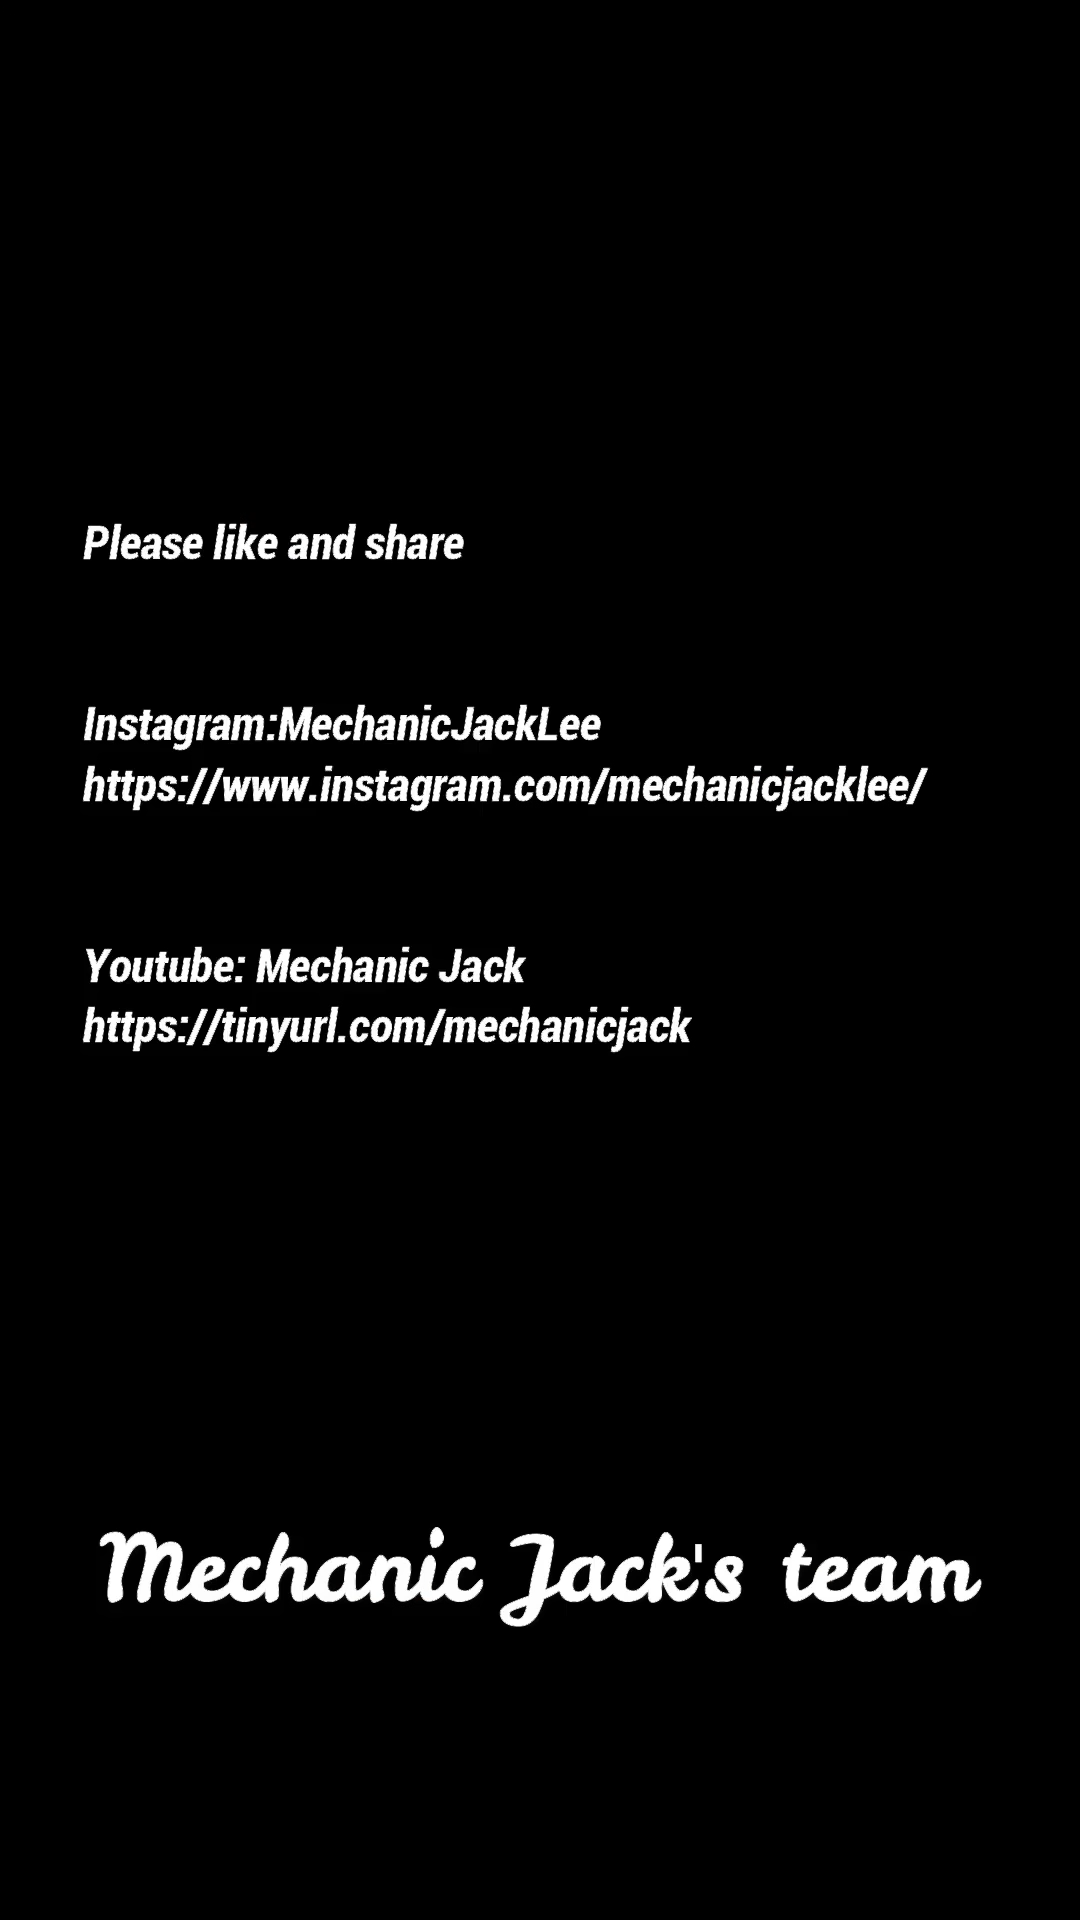 Please like and share
Instagram:MechanicJackLee
https://www.instagram.com/mechanicjacklee/
Youtube: Mechanic Jack
https://tinyurl.com/mechanicjack
Mechanic Jack's team